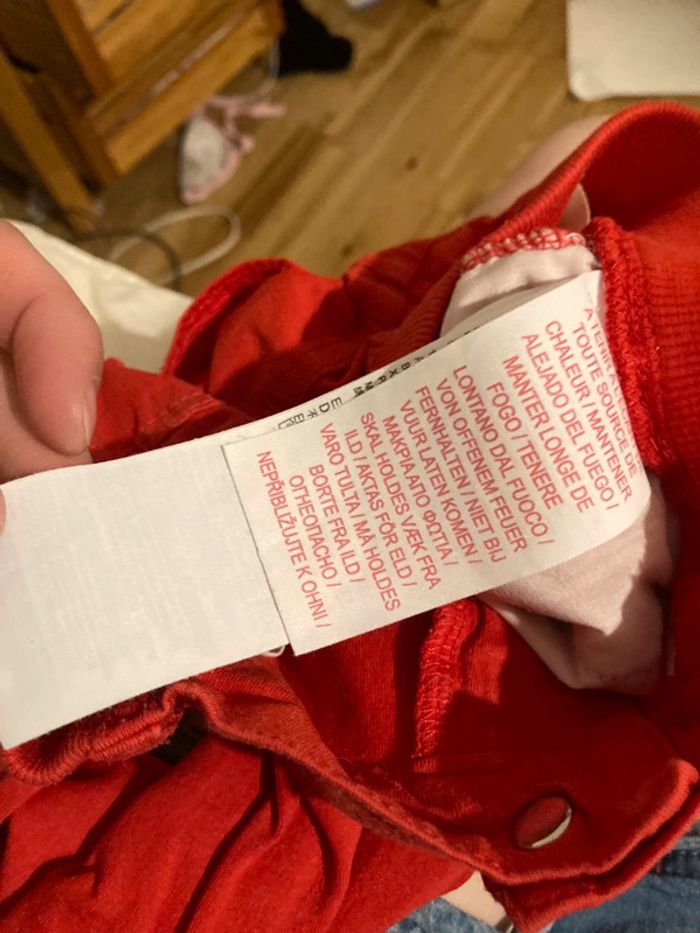 TOUTE SOURCE DE
CHALEUR / MANTENER
ALEJADO DEL FUEGO /
MANTER LONGE DE
FOGO / TENERE
LONTANO DAL FUOCO /
VON OFFENEM FEUER
FERNHALTEN / NIET BIJ
VUUR LATEN KOMEN /
ΜΑΚΡΙΑ ΑΠΟ ΦΩΤΙΑ /
SKAL HOLDES VÆK FRA
ILD / AKTAS FÖR ELD /
VARO TULTA / MÅ HOLDES
BORTE FRA ILD /
ОТНЕОПАСНО /
NEPŘIBLIŽUJTE K OHNI /